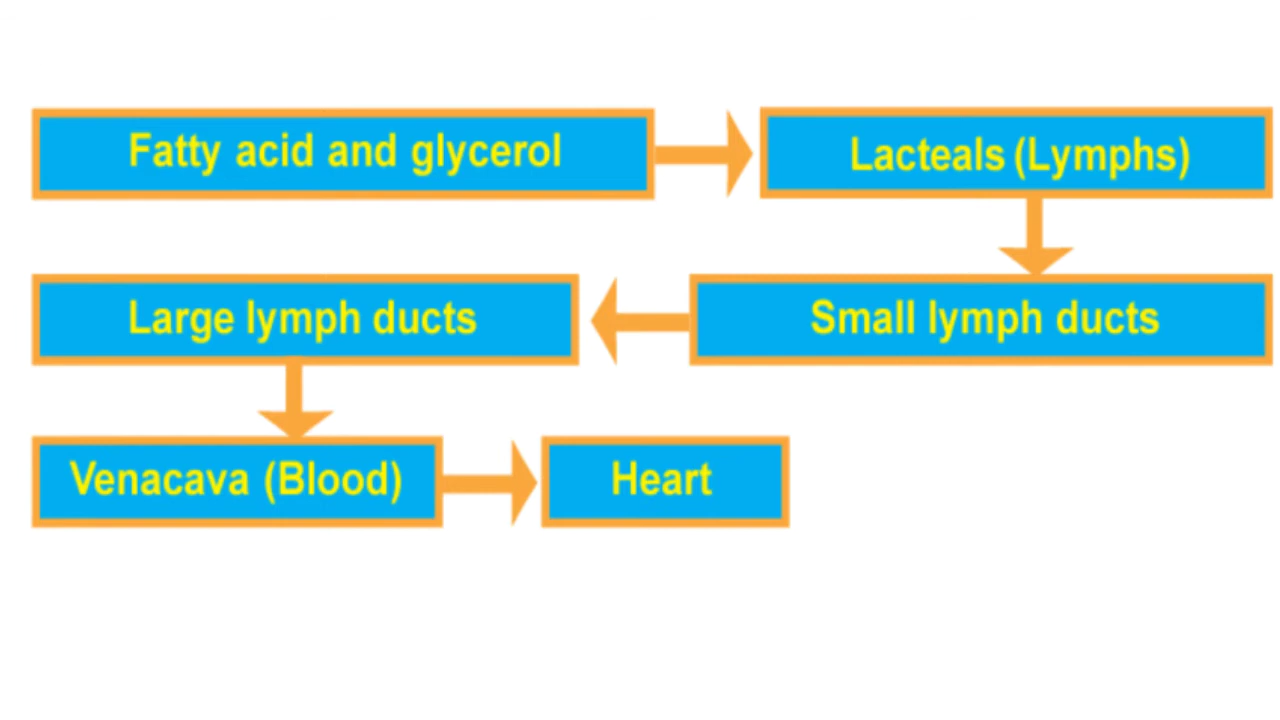 Fatty acid and glycerol
Lacteals (Lymphs)
Small lymph ducts
Large lymph ducts
Venacava (Blood)
Heart